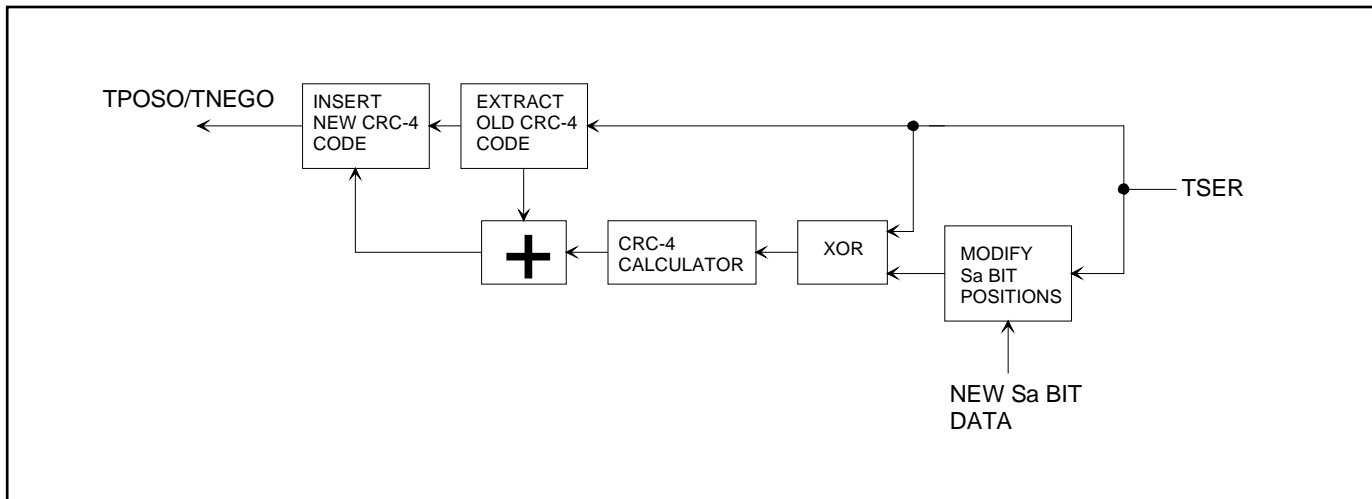 TPOSO/TNEGO
INSERT
NEW CRC-4
CODE
EXTRACT
OLD CRC-4
CODE
TSER
+
CRC-4
CALCULATOR
XOR
MODIFY
Sa BIT
POSITIONS
NEW Sa BIT
DATA